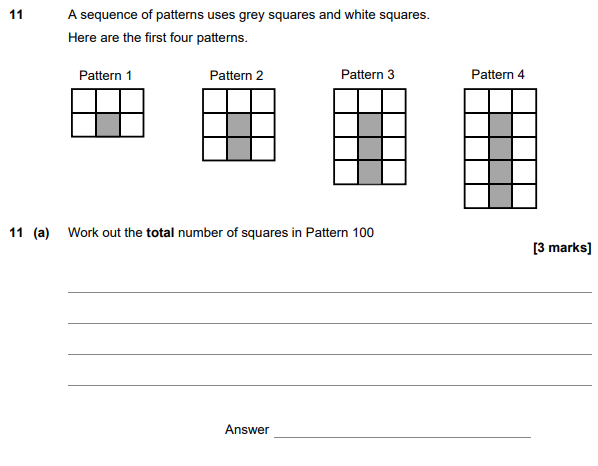 11 A sequence of patterns uses grey squares and white squares.
Here are the first four patterns.
Pattern 1 Pattern 2 Pattern 3 Pattern 4
11 (a) Work out the total number of squares in Pattern 100
[3 marks]
Answer